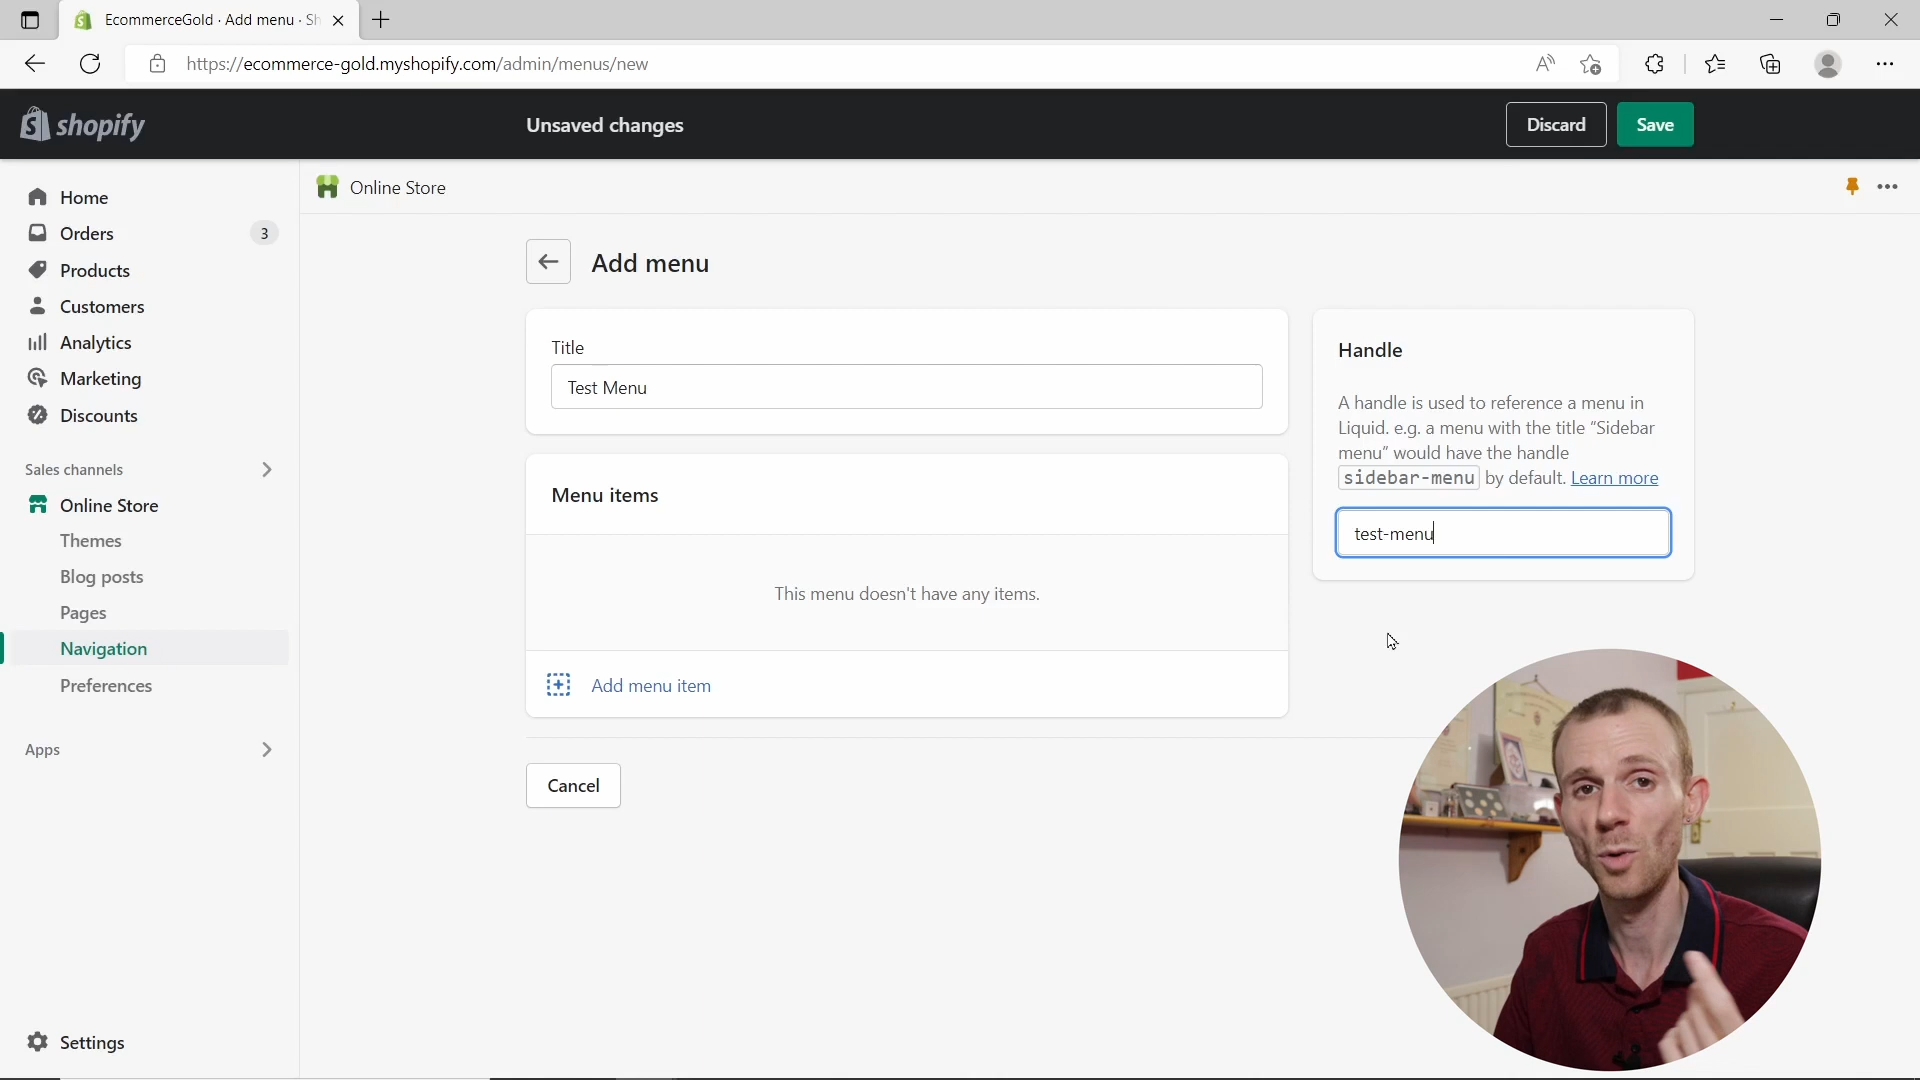 EcommerceGold · Add menu · Sh
https://ecommerce-gold.myshopify.com/admin/menus/new
shopify
Unsaved changes
Discard
Save
Home
Orders
3
Products
Customers
Analytics
Marketing
Discounts
Sales channels
Online Store
Themes
Blog posts
Pages
Navigation
Preferences
Apps
Settings
Online Store
Add menu
Title
Test Menu
Menu items
This menu doesn't have any items.
Add menu item
Cancel
Handle
A handle is used to reference a menu in
Liquid. e.g. a menu with the title "Sidebar
menu" would have the handle
sidebar-menu by default. Learn more
test-menu